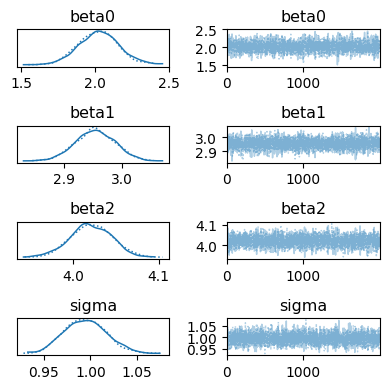 beta0 beta0
2.5
2.0
1.5
1.5 2.0 2.5 0 1000
beta1 beta1
3.0
2.9
2.9 3.0 0 1000
beta2 beta2
4.1
4.0
4.0 4.1 0 1000
sigma sigma
1.05
1.00
0.95
0.95 1.00 1.05 0 1000